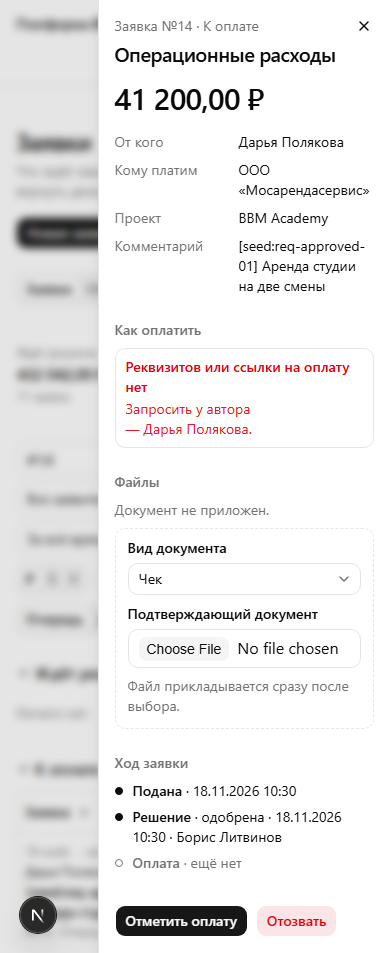 Заявка №14 · К оплате
Операционные расходы
41 200,00 ₽
От кого
Дарья Полякова
Кому платим
ООО
«Мосарендасервис»
Проект
BBM Academy
Комментарий
[seed:req-approved-
01] Аренда студии
на две смены
Как оплатить
Реквизитов или ссылки на оплату
нет
Запросить у автора
— Дарья Полякова.
Файлы
Документ не приложен.
Вид документа
Чек
Подтверждающий документ
Choose File No file chosen
Файл прикладывается сразу после
выбора.
Ход заявки
Подана · 18.11.2026 10:30
Решение · одобрена · 18.11.2026
10:30 · Борис Литвинов
Оплата · ещё нет
N
Отметить оплату
Отозвать